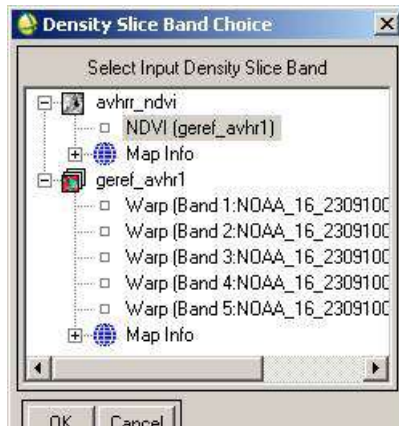 Density Slice Band Choice
Select Input Density Slice Band
avhrr_ndvi
NDVI (geref_avhr1)
Map Info
geref_avhr1
Warp (Band 1:NOAA_16_2309100
Warp (Band 2:NOAA_16_2309100
Warp (Band 3:NOAA_16_2309100
Warp (Band 4:NOAA_16_2309100
Warp (Band 5:NOAA_16_2309100
Map Info
OK Cancel